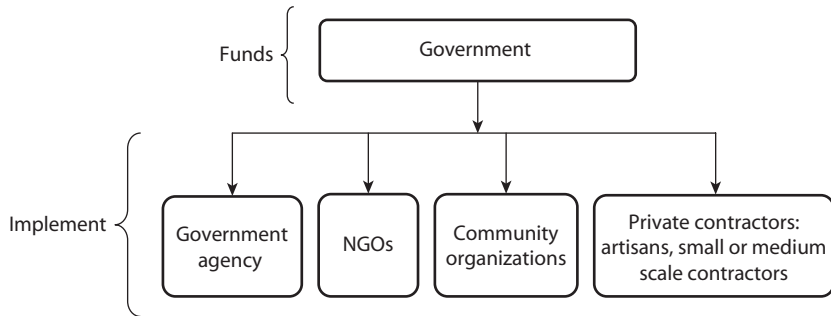 Funds
Government
Implement
Government
agency
NGOs
Community
organizations
Private contractors:
artisans, small or medium
scale contractors